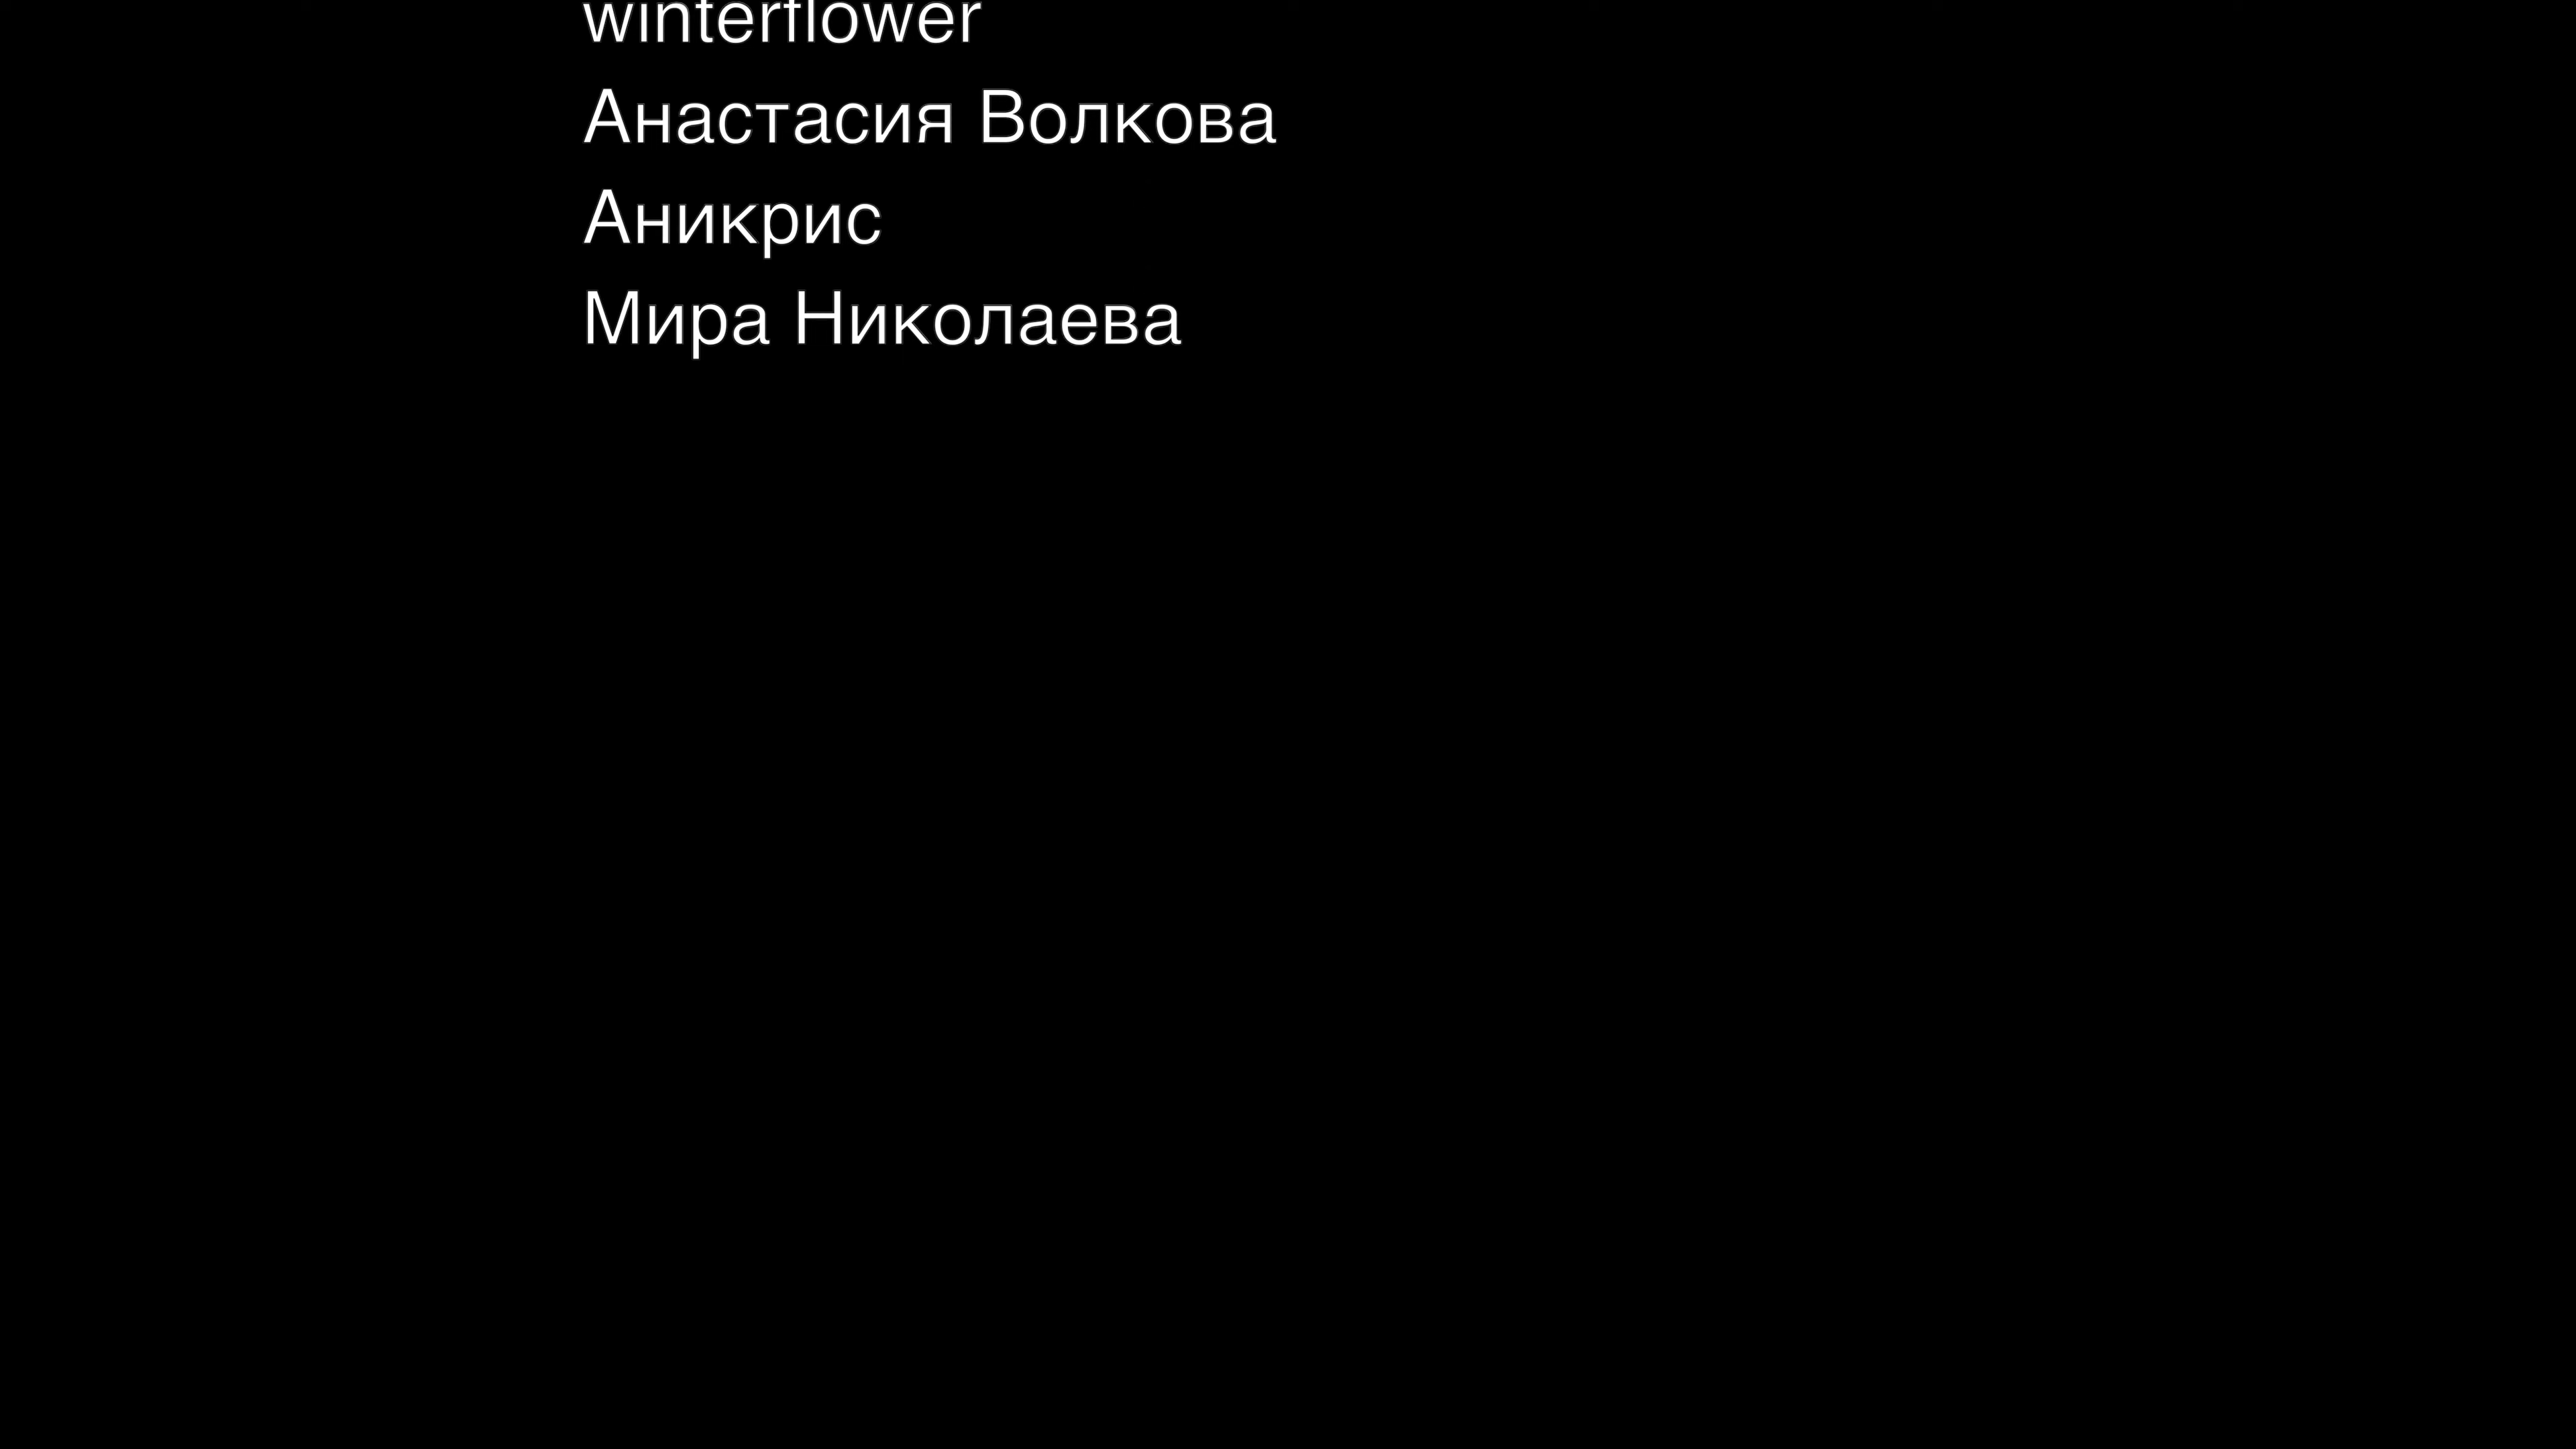 winterflower
Анастасия Волкова
Аникрис
Мира Николаева